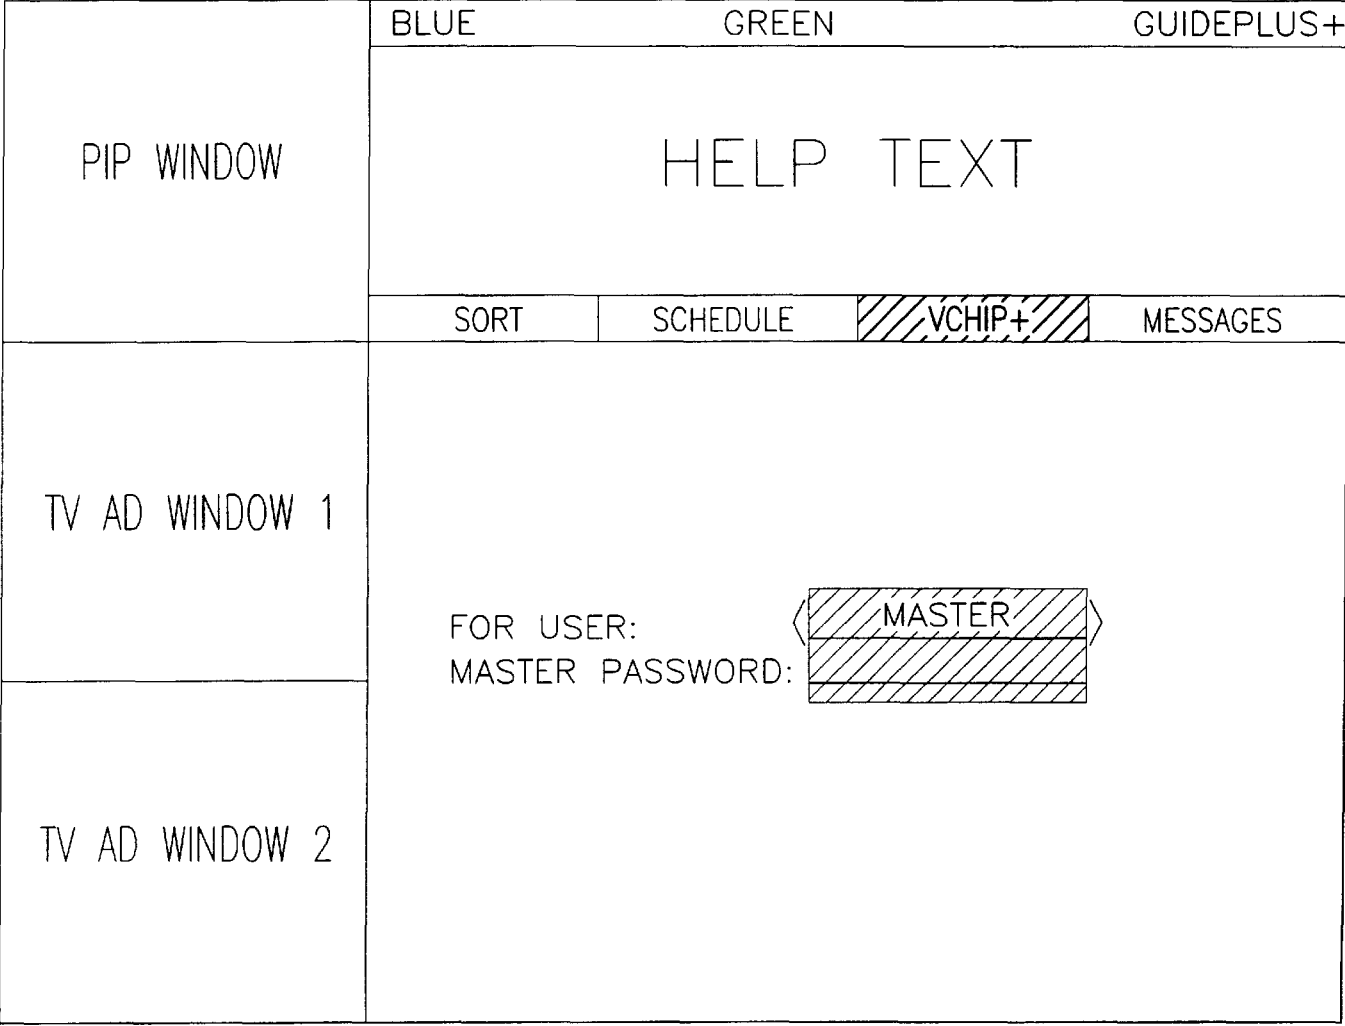 BLUE GREEN GUIDEPLUS+
PIP WINDOW
HELP TEXT
SORT SCHEDULE VCHIP+ MESSAGES
TV AD WINDOW 1
FOR USER: < MASTER >
MASTER PASSWORD:
TV AD WINDOW 2